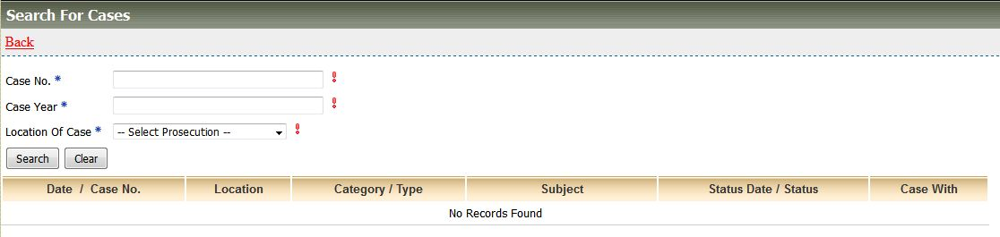 Search For Cases
Back
Case No. *
Case Year *
Location Of Case * -- Select Prosecution --
Search Clear
Date / Case No. Location Category / Type Subject Status Date / Status Case With
No Records Found